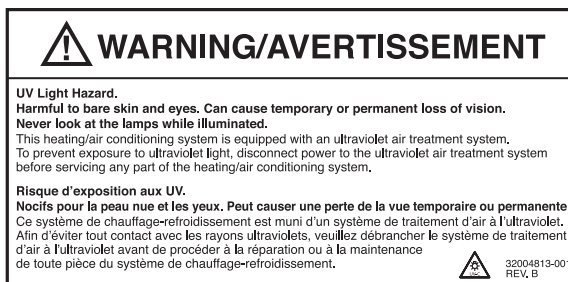 WARNING/AVERTISSEMENT
UV Light Hazard.
Harmful to bare skin and eyes. Can cause temporary or permanent loss of vision.
Never look at the lamps while illuminated.
This heating/air conditioning system is equipped with an ultraviolet air treatment system.
To prevent exposure to ultraviolet light, disconnect power to the ultraviolet air treatment system
before servicing any part of the heating/air conditioning system.
Risque d'exposition aux UV.
Nocifs pour la peau nue et les yeux. Peut causer une perte de la vue temporaire ou permanente
Ce système de chauffage-refroidissement est muni d'un système de traitement d'air à l'ultraviolet.
Afin d'éviter tout contact avec les rayons ultraviolets, veuillez débrancher le système de traitement
d'air à l'ultraviolet avant de procéder à la réparation ou à la maintenance
de toute pièce du système de chauffage-refroidissement.
32004813-001
REV. B